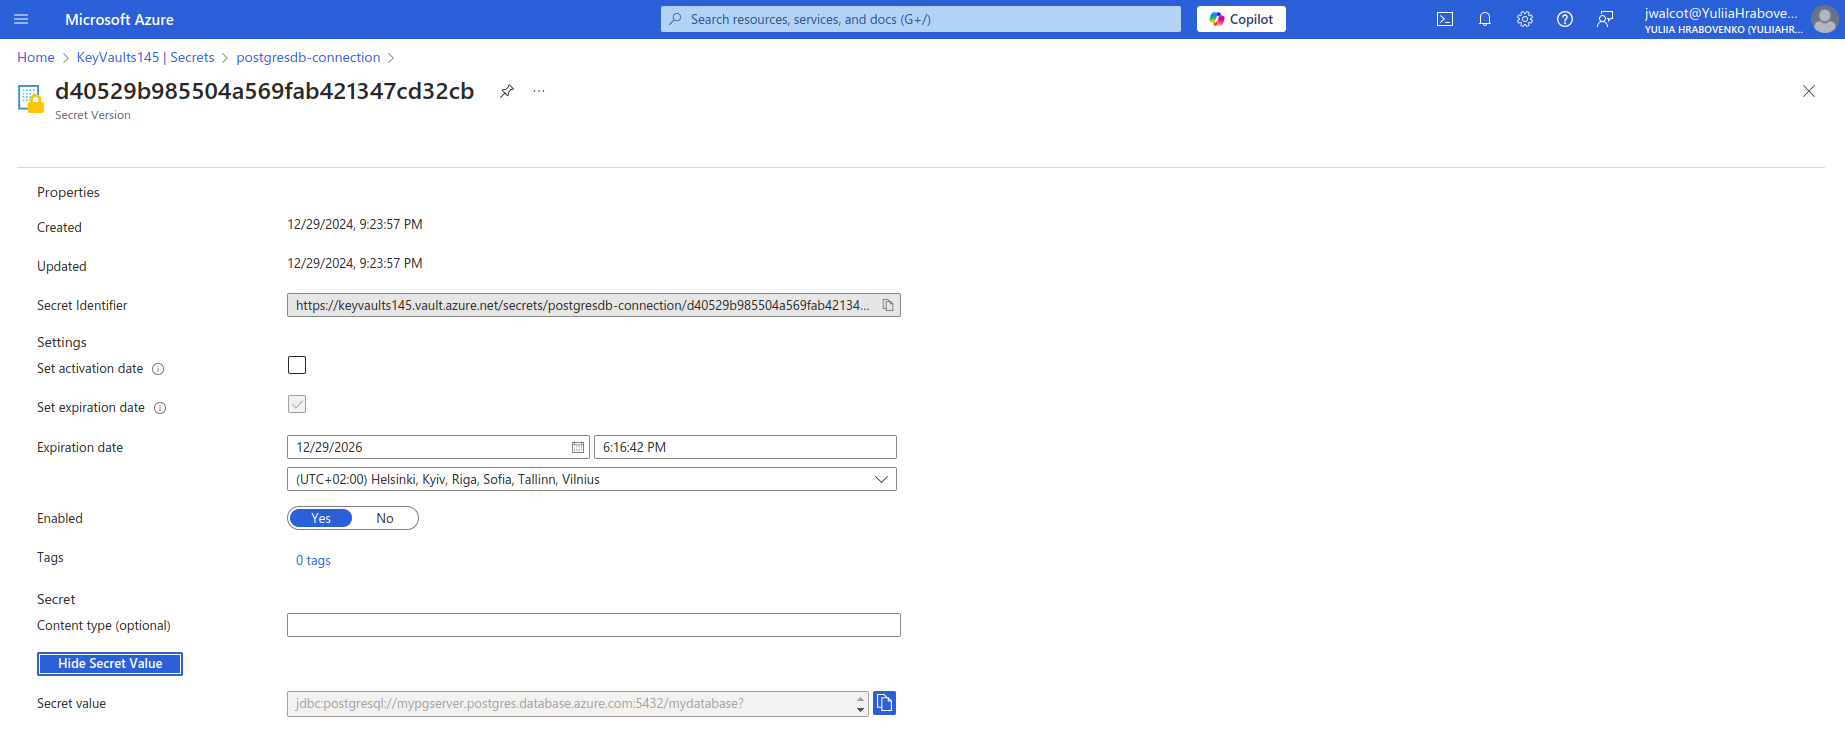 Microsoft Azure
Search resources, services, and docs (G+/)
Copilot
jwalcot@YuliiaHrabove...
YULIIA HRABOVENKO (YULIIAHR...
Home > KeyVaults145 | Secrets > postgresdb-connection >
d40529b985504a569fab421347cd32cb
Secret Version
Properties
Created 12/29/2024, 9:23:57 PM
Updated 12/29/2024, 9:23:57 PM
Secret Identifier https://keyvaults145.vault.azure.net/secrets/postgresdb-connection/d40529b985504a569fab42134...
Settings
Set activation date
Set expiration date
Expiration date 12/29/2026 6:16:42 PM
(UTC+02:00) Helsinki, Kyiv, Riga, Sofia, Tallinn, Vilnius
Enabled Yes No
Tags 0 tags
Secret
Content type (optional)
Hide Secret Value
Secret value jdbc:postgresql://mypgserver.postgres.database.azure.com:5432/mydatabase?